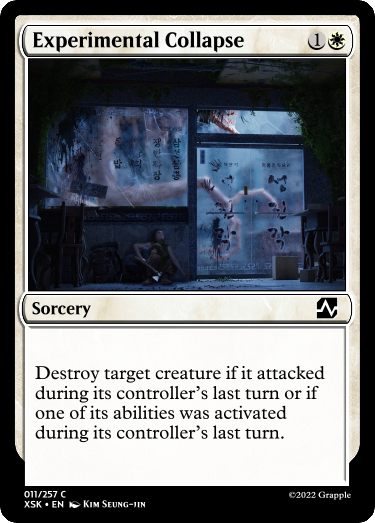 Experimental Collapse
1
Sorcery
Destroy target creature if it attacked
during its controller's last turn or if
one of its abilities was activated
during its controller's last turn.
011/257 C
XSK • EN Kim Seung-jin
©2022 Grapple